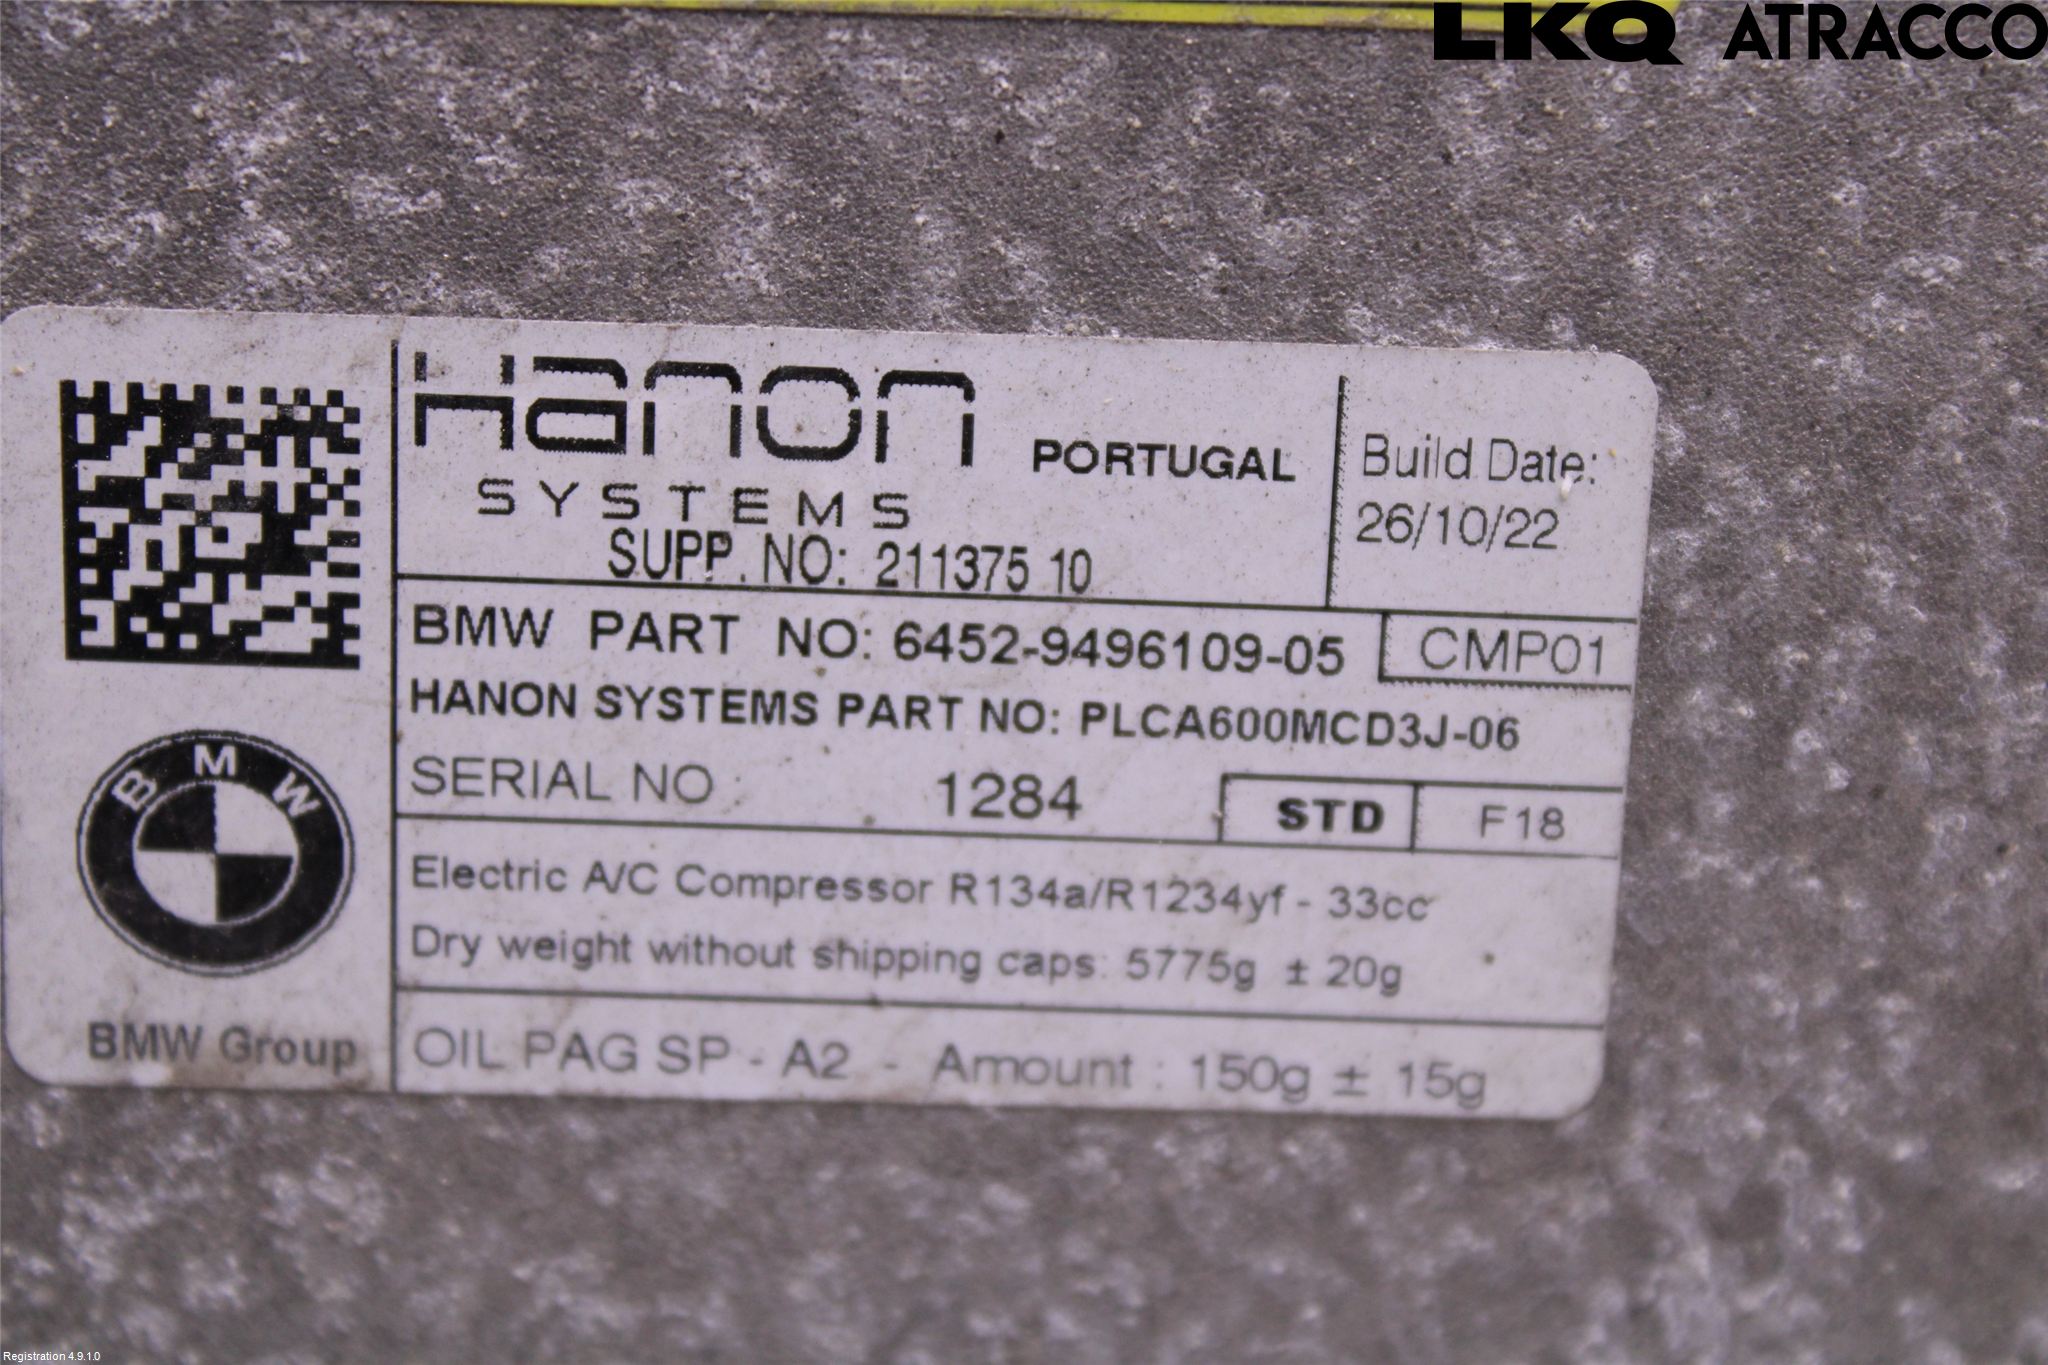 LKQ ATRACCO
Hanon
SYSTEMS
PORTUGAL
SUPP. NO: 211375 10
Build Date:
26/10/22
BMW PART NO: 6452-9496109-05
CMP01
HANON SYSTEMS PART NO: PLCA600MCD3J-06
SERIAL NO 1284
STD F18
Electric A/C Compressor R134a/R1234yf - 33cc
Dry weight without shipping caps: 5775g ± 20g
OIL PAG SP - A2 - Amount : 150g ± 15g
BMW
BMW Group
Registration 4.9.1.0